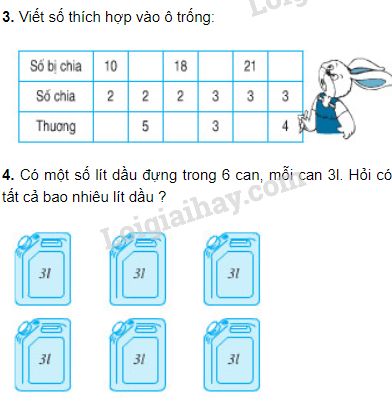 3. Viết số thích hợp vào ô trống:
Số bị chia 10 18 21
Số chia 2 2 2 3 3 3
Thương 5 3 4
4. Có một số lít dầu đựng trong 6 can, mỗi can 3l. Hỏi có
tất cả bao nhiêu lít dầu ?
3l 3l 3l
3l 3l 3l
Loigiaihay.com
Loigiaihay.com